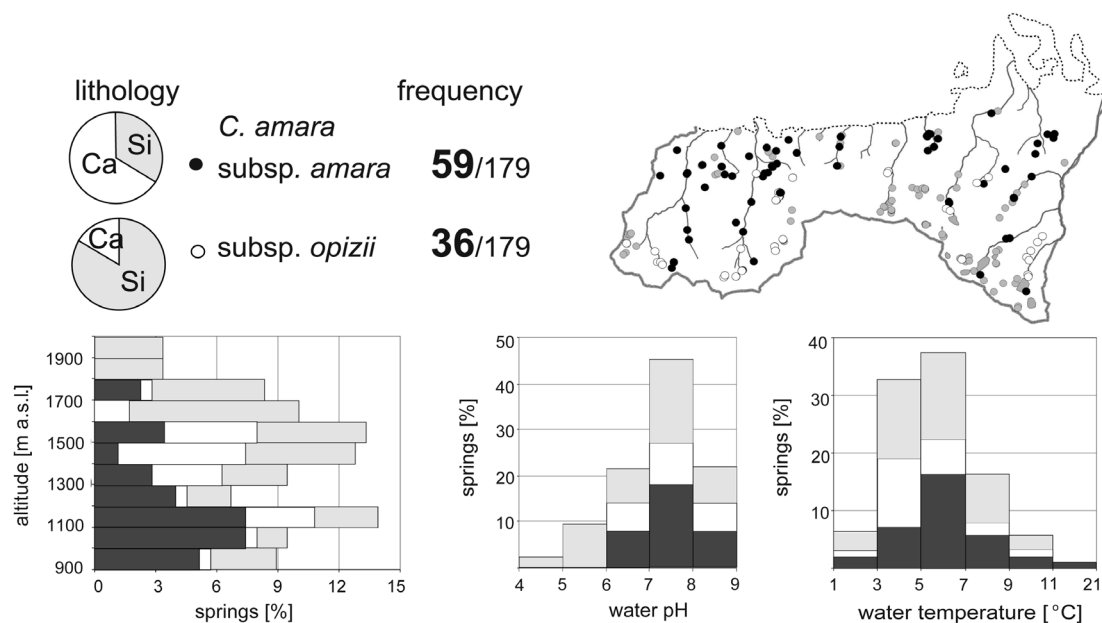 lithology
frequency
Si
Ca
C. amara
subsp. amara
59/179
Ca
Si
subsp. opizii
36/179
altitude [m a.s.l.]
1900
1700
1500
1300
1100
900
0 3 6 9 12 15
springs [%]
springs [%]
50
40
30
20
10
4 5 6 7 8 9
water pH
springs [%]
40
30
20
10
1 3 5 7 9 11 21
water temperature [°C]